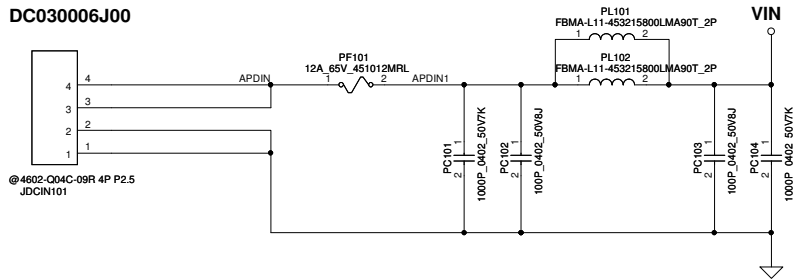 DC030006J00
VIN
PL101
FBMA-L11-453215800LMA90T_2P
1 2
PL102
FBMA-L11-453215800LMA90T_2P
1 2
PF101
12A_65V_451012MRL
1 2
APDIN
APDIN1
4 4
3 3
2 2
1 1
@4602-Q04C-09R 4P P2.5
JDCIN101
PC101
1000P_0402_50V7K
1 2
PC102
100P_0402_50V8J
1 2
PC103
100P_0402_50V8J
1 2
PC104
1000P_0402_50V7K
1 2